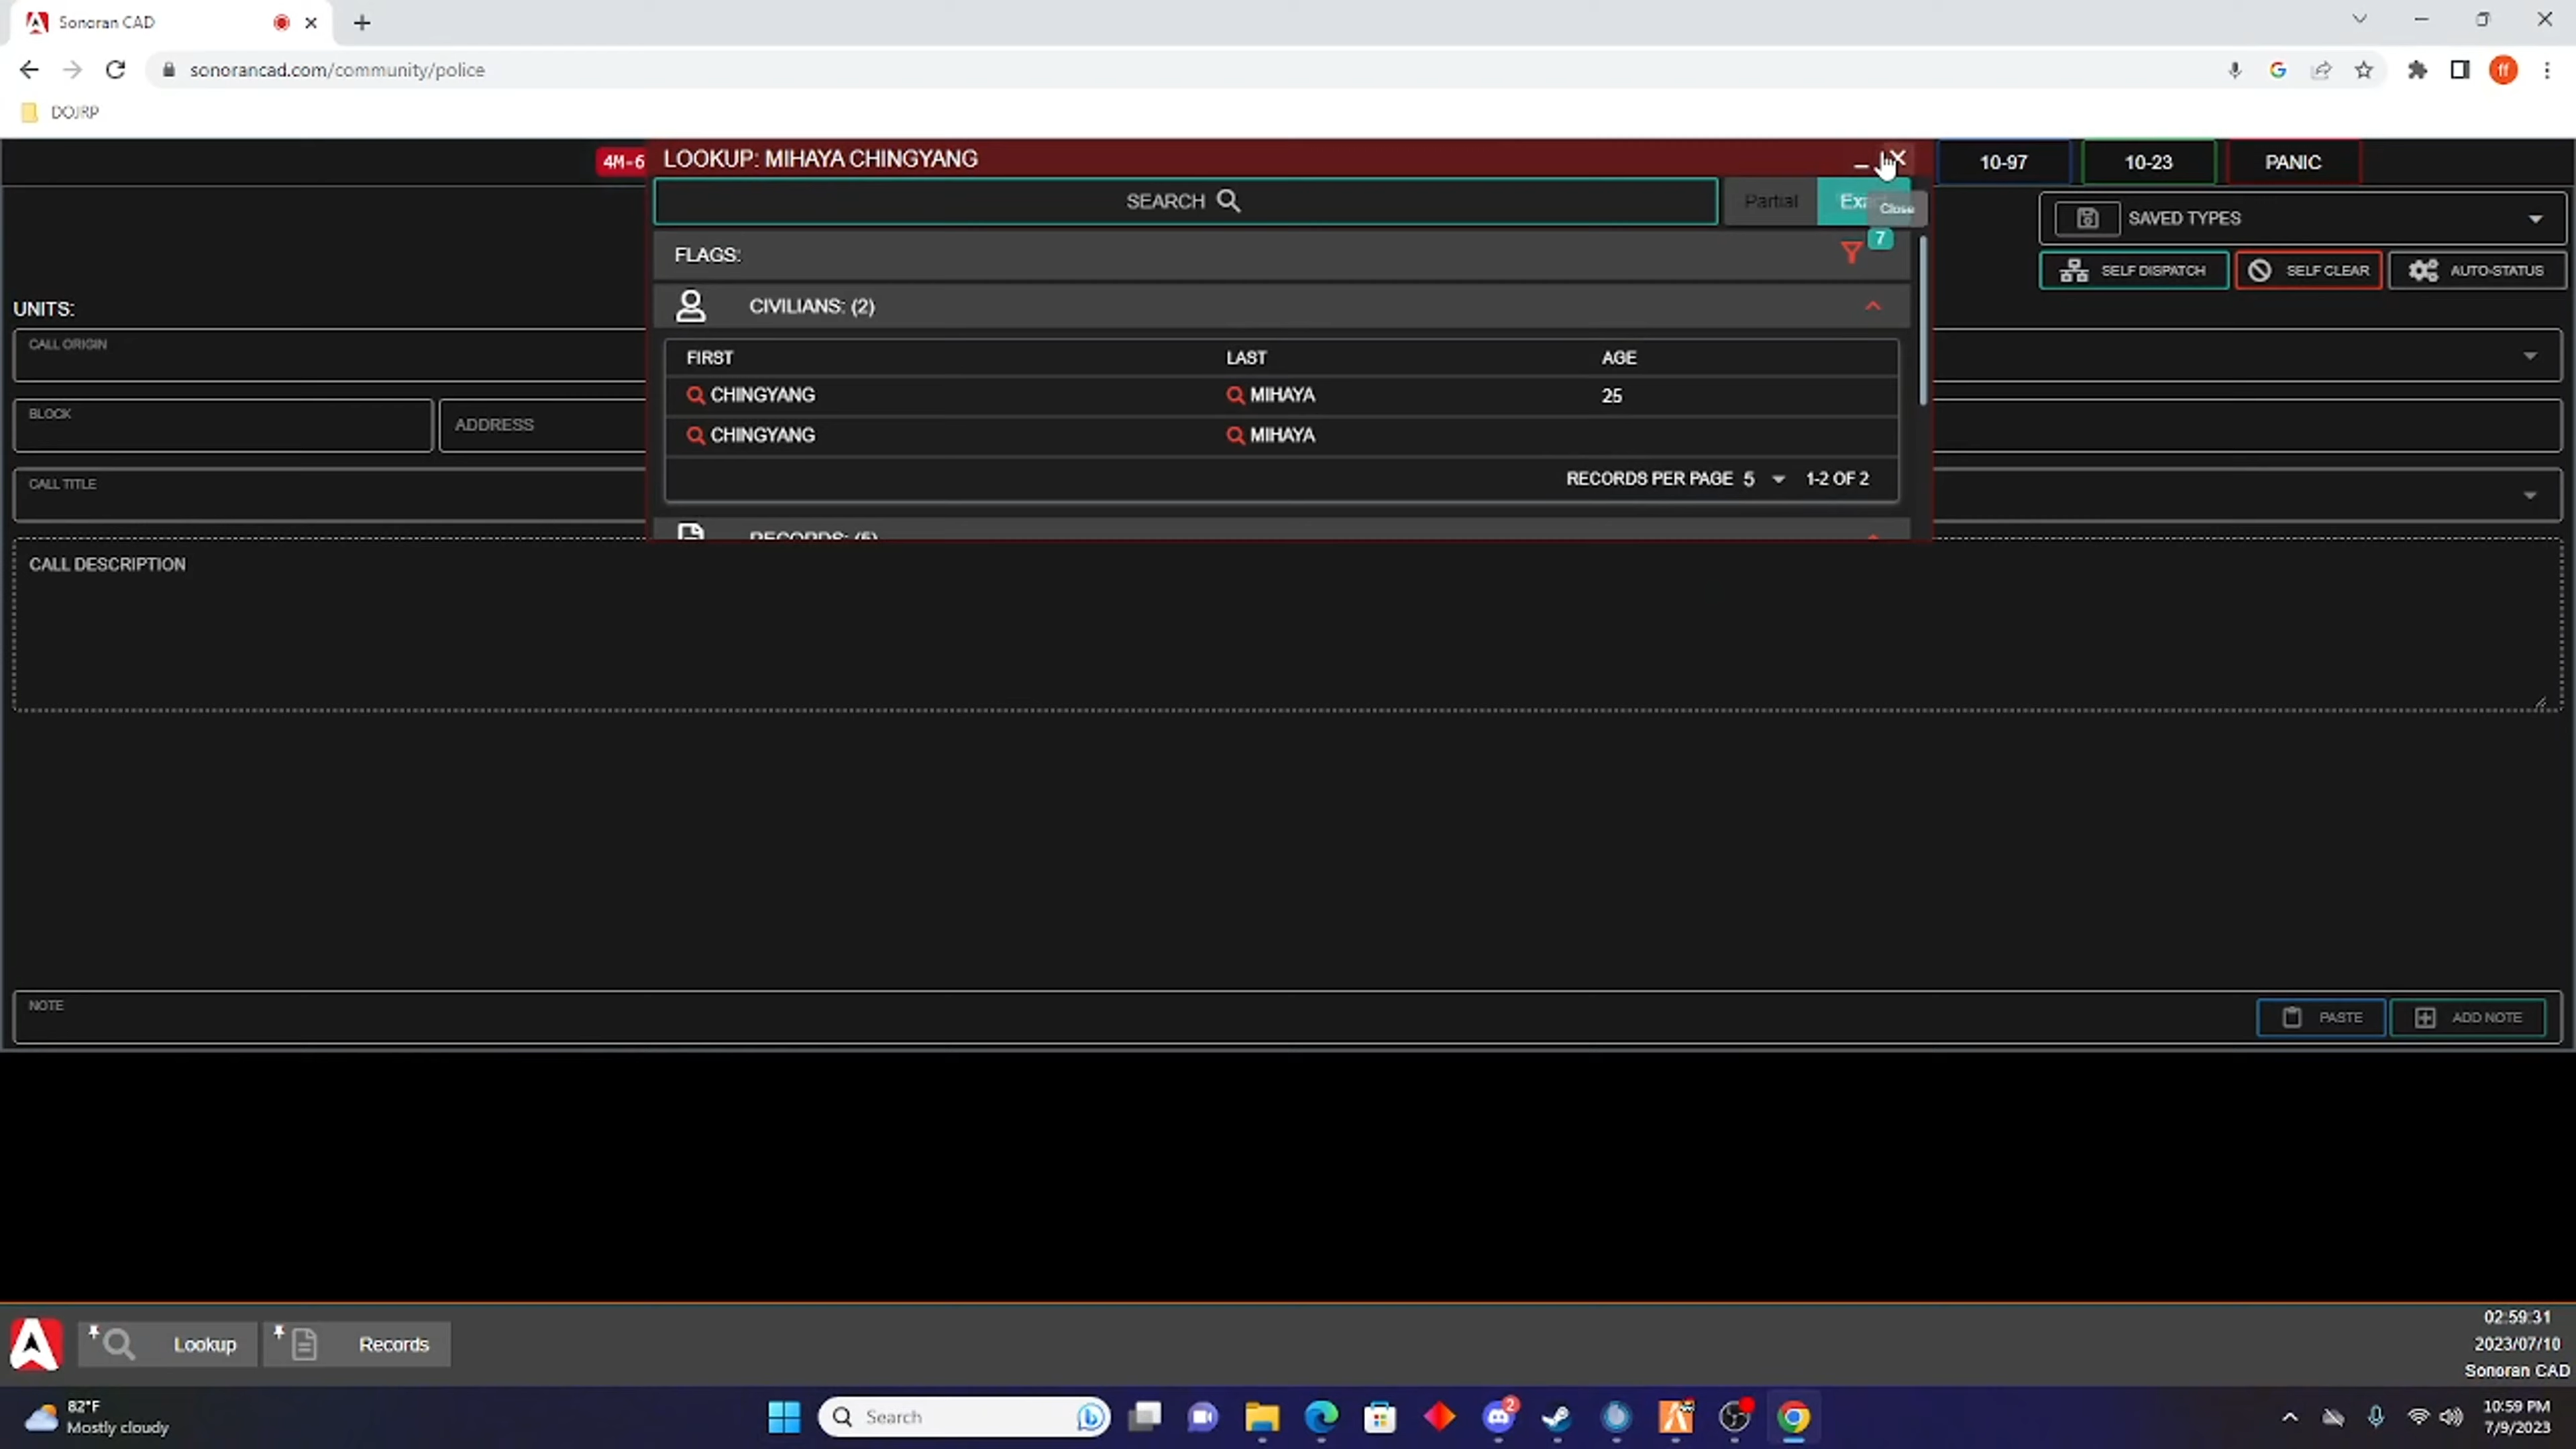 Sonoran CAD
sonorancad.com/community/police
ff
DOJRP
4M-6
LOOKUP: MIHAYA CHINGYANG
10-97
10-23
PANIC
SEARCH
Partial
Close
SAVED TYPES
FLAGS:
7
SELF DISPATCH
SELF CLEAR
AUTO-STATUS
UNITS:
CIVILIANS: (2)
CALL ORIGIN
FIRST LAST AGE
CHINGYANG MIHAYA 25
BLOCK
ADDRESS
CHINGYANG MIHAYA
CALL TITLE
RECORDS PER PAGE 5 1-2 OF 2
RECORDS: (5)
CALL DESCRIPTION
NOTE
PASTE
ADD NOTE
Lookup
Records
02:59:31
2023/07/10
Sonoran CAD
82°F
Mostly cloudy
Search
2
10:59 PM
7/9/2023